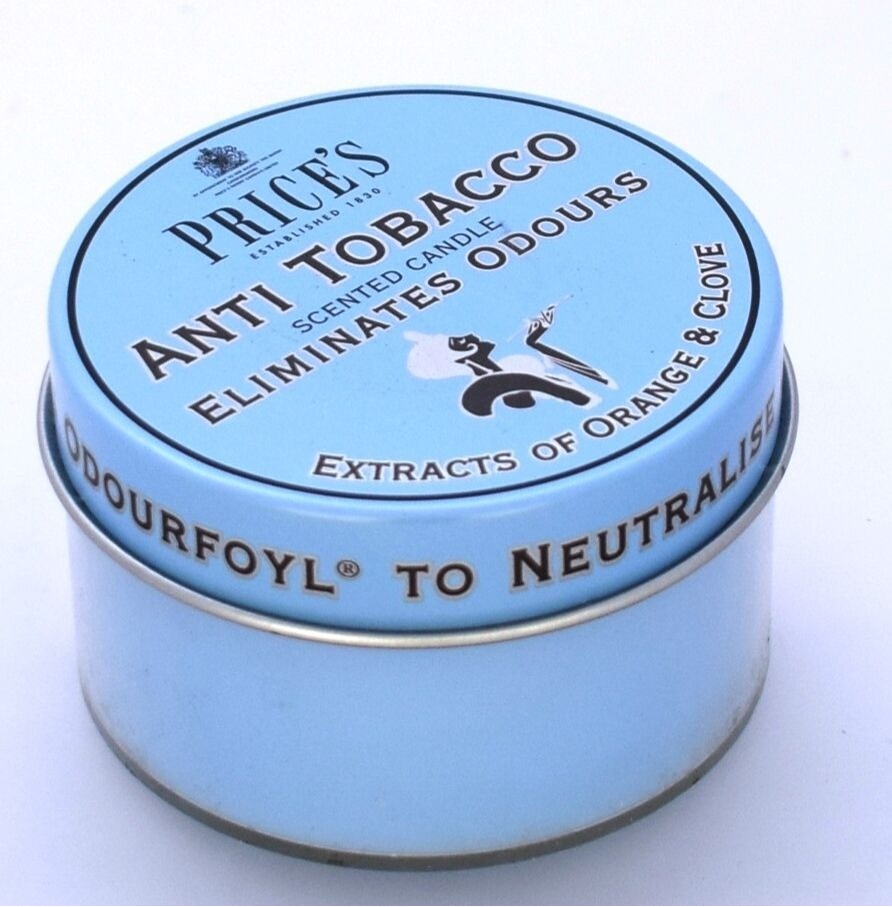 PRICE'S
ESTABLISHED 1830
ANTI TOBACCO
SCENTED CANDLE
ELIMINATES ODOURS
EXTRACTS OF ORANGE & CLOVE
ODOURFOYL® TO NEUTRALISE